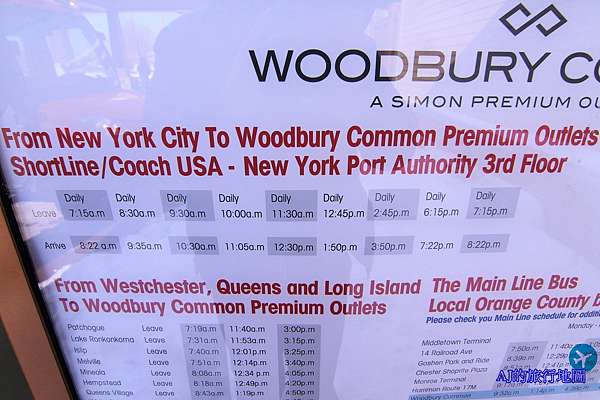 WOODBURY CO
A SIMON PREMIUM OU
From New York City To Woodbury Common Premium Outlets
ShortLine/Coach USA - New York Port Authority 3rd Floor
Daily Daily Daily Daily Daily Daily Daily Daily Daily
Leave 7:15a.m 8:30a.m 9:30a.m 10:00a.m 11:30a.m 12:45p.m 2:45p.m 6:15p.m 7:15p.m
Arrive 8:22 a.m 9:35a.m 10:30a.m 11:05a.m 12:30p.m 1:50p.m 3:50p.m 7:22p.m 8:22p.m
From Westchester, Queens and Long Island
To Woodbury Common Premium Outlets
Patchogue Leave 7:19a.m 11:40a.m 3:00p.m
Lake Ronkonkoma Leave 7:31a.m 11:53a.m 3:15p.m
Islip Leave 7:40a.m 12:01p.m 3:25p.m
Melville Leave 7:51a.m 12:14p.m 3:40p.m
Mineola Leave 8:08a.m 12:34 p.m 4:05p.m
Hempstead Leave 8:18a.m 12:49p.m 4:20p.m
Queens Village Leave
The Main Line Bus
Local Orange County B
Please check you Main Line schedule for addition
Monday -
Middletown Terminal 7:50a.m 11:40a
14 Railroad Ave
Goshen Park and Ride
Chester Shoprite Plaza
Monroe Terminal
Harriman Route 17M
Woodbury Common
AJ的旅行地圖